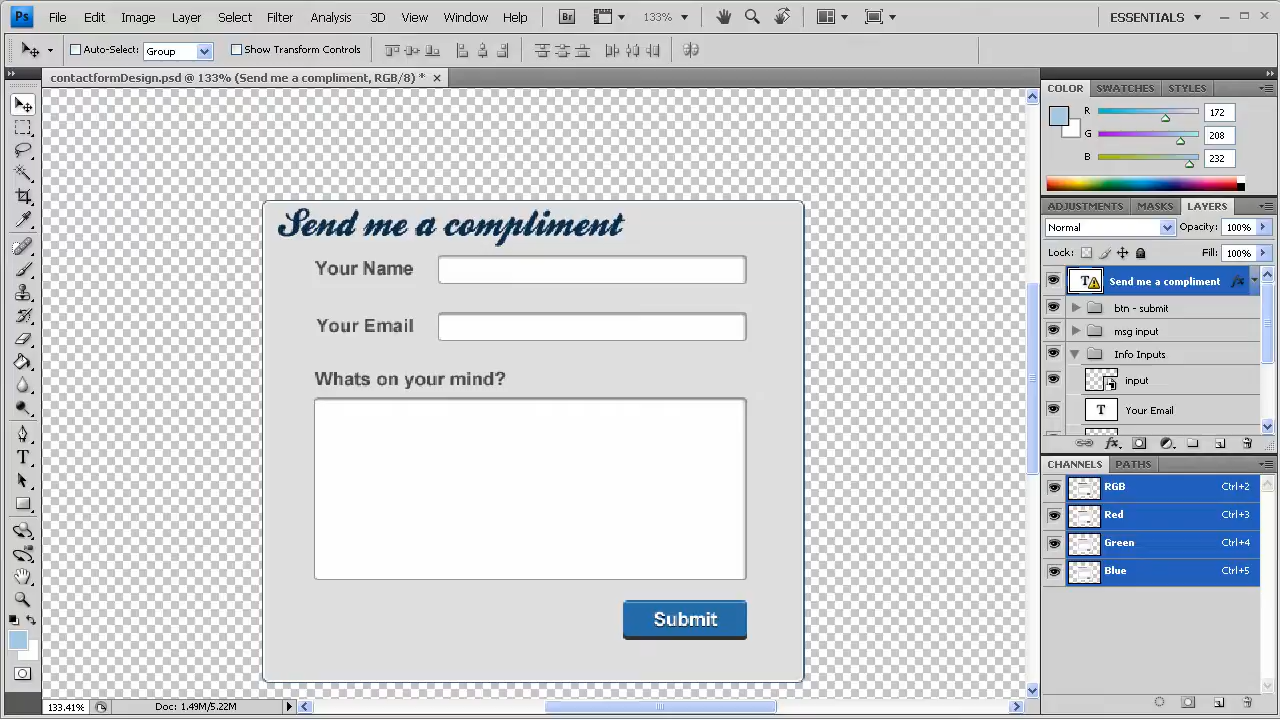 Ps File Edit Image Layer Select Filter Analysis 3D View Window Help Br 133% ESSENTIALS
Auto-Select: Group Show Transform Controls
contactformDesign.psd @ 133% (Send me a compliment, RGB/8) *
COLOR SWATCHES STYLES
R 172
G 208
B 232
ADJUSTMENTS MASKS LAYERS
Normal Opacity: 100%
Lock: Fill: 100%
T Send me a compliment fx
btn - submit
msg input
Info Inputs
input
T Your Email
fx
CHANNELS PATHS
RGB Ctrl+2
Red Ctrl+3
Green Ctrl+4
Blue Ctrl+5
Send me a compliment
Your Name
Your Email
Whats on your mind?
Submit
133.41% Doc: 1.49M/5.22M